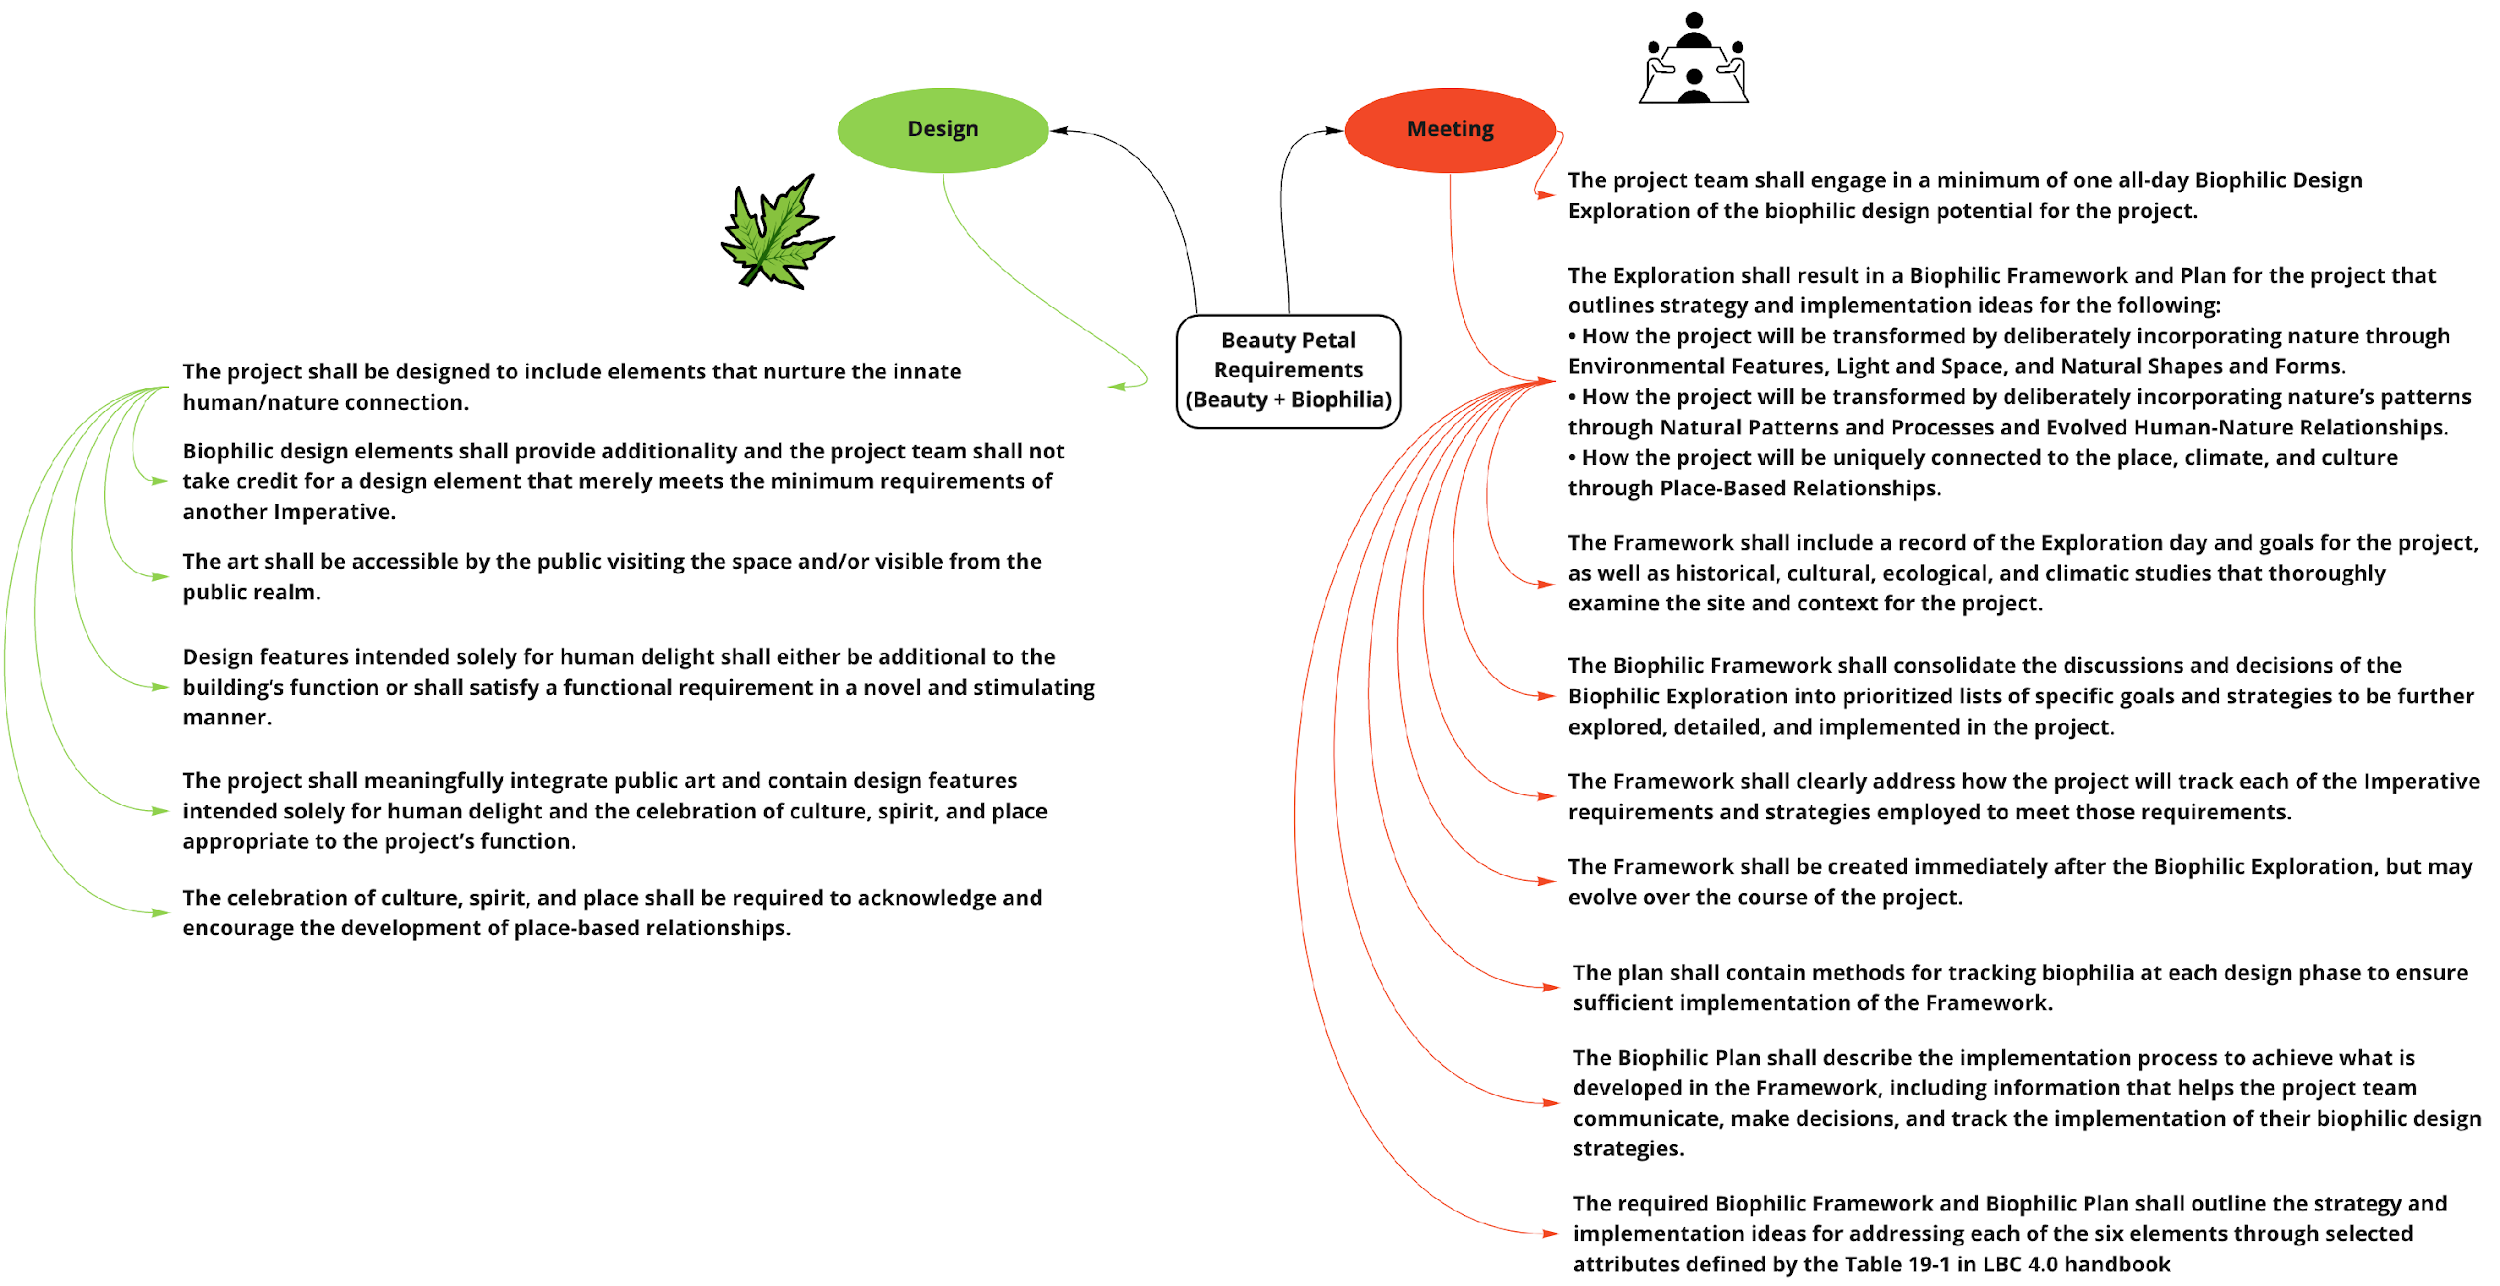 Design
Meeting
Beauty Petal
Requirements
(Beauty + Biophilia)
The project shall be designed to include elements that nurture the innate
human/nature connection.
Biophilic design elements shall provide additionality and the project team shall not
take credit for a design element that merely meets the minimum requirements of
another Imperative.
The art shall be accessible by the public visiting the space and/or visible from the
public realm.
Design features intended solely for human delight shall either be additional to the
building's function or shall satisfy a functional requirement in a novel and stimulating
manner.
The project shall meaningfully integrate public art and contain design features
intended solely for human delight and the celebration of culture, spirit, and place
appropriate to the project’s function.
The celebration of culture, spirit, and place shall be required to acknowledge and
encourage the development of place-based relationships.
The project team shall engage in a minimum of one all-day Biophilic Design
Exploration of the biophilic design potential for the project.
The Exploration shall result in a Biophilic Framework and Plan for the project that
outlines strategy and implementation ideas for the following:
• How the project will be transformed by deliberately incorporating nature through
Environmental Features, Light and Space, and Natural Shapes and Forms.
• How the project will be transformed by deliberately incorporating nature’s patterns
through Natural Patterns and Processes and Evolved Human-Nature Relationships.
• How the project will be uniquely connected to the place, climate, and culture
through Place-Based Relationships.
The Framework shall include a record of the Exploration day and goals for the project,
as well as historical, cultural, ecological, and climatic studies that thoroughly
examine the site and context for the project.
The Biophilic Framework shall consolidate the discussions and decisions of the
Biophilic Exploration into prioritized lists of specific goals and strategies to be further
explored, detailed, and implemented in the project.
The Framework shall clearly address how the project will track each of the Imperative
requirements and strategies employed to meet those requirements.
The Framework shall be created immediately after the Biophilic Exploration, but may
evolve over the course of the project.
The plan shall contain methods for tracking biophilia at each design phase to ensure
sufficient implementation of the Framework.
The Biophilic Plan shall describe the implementation process to achieve what is
developed in the Framework, including information that helps the project team
communicate, make decisions, and track the implementation of their biophilic design
strategies.
The required Biophilic Framework and Biophilic Plan shall outline the strategy and
implementation ideas for addressing each of the six elements through selected
attributes defined by the Table 19-1 in LBC 4.0 handbook